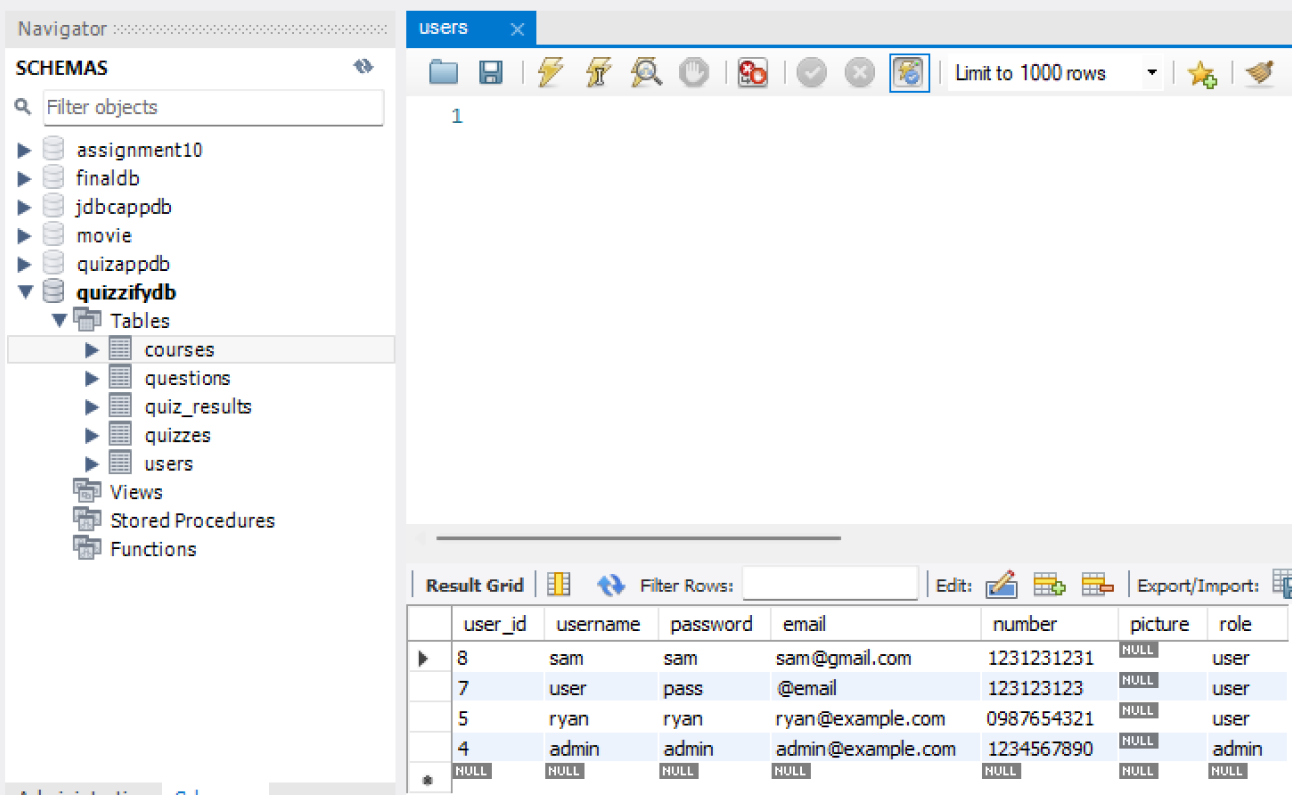 Navigator
SCHEMAS
Filter objects
assignment10
finaldb
jdbcappdb
movie
quizappdb
quizzifydb
Tables
courses
questions
quiz_results
quizzes
users
Views
Stored Procedures
Functions
users
Limit to 1000 rows
1
Result Grid Filter Rows: Edit: Export/Import:
user_id username password email number picture role
8 sam sam sam@gmail.com 1231231231 NULL user
7 user pass @email 123123123 NULL user
5 ryan ryan ryan@example.com 0987654321 NULL user
4 admin admin admin@example.com 1234567890 NULL admin
NULL NULL NULL NULL NULL NULL NULL